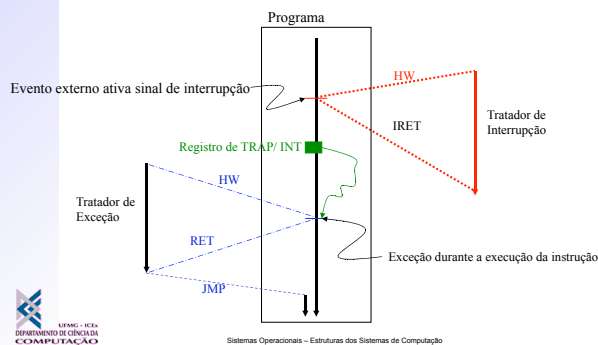 Programa
HW
Evento externo ativa sinal de interrupção
Tratador de
Interrupção
IRET
Registro de TRAP/ INT
HW
Tratador de
Exceção
RET
Exceção durante a execução da instrução
JMP
UFMG - ICEx
DEPARTAMENTO DE CIÊNCIA DA
COMPUTAÇÃO
Sistemas Operacionais – Estruturas dos Sistemas de Computação